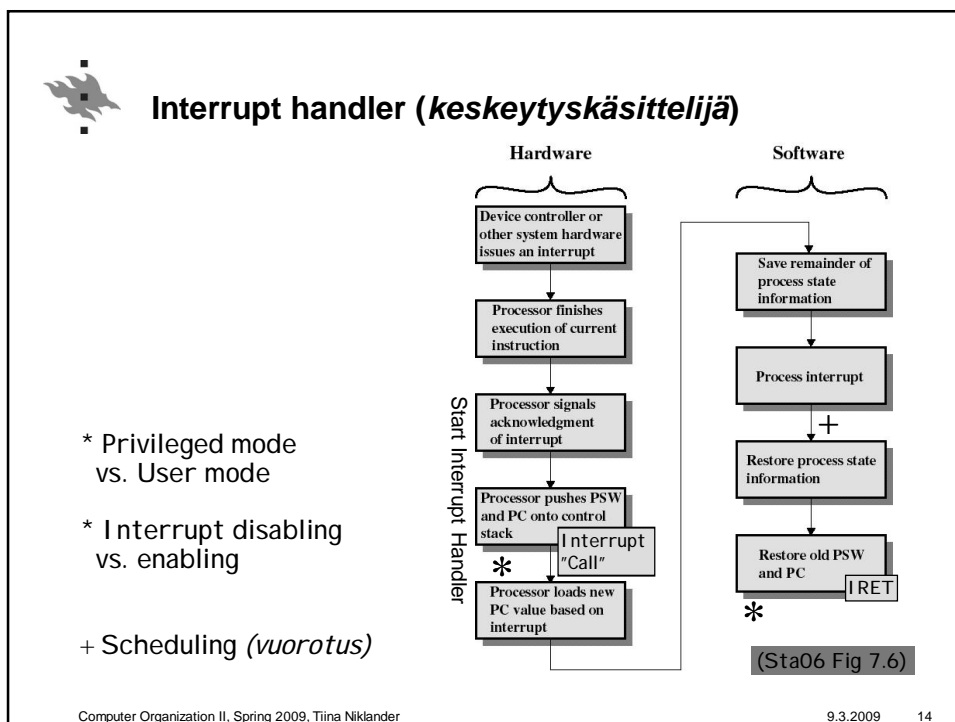 Interrupt handler (keskeytyskäsittelijä)
Hardware
Software
Device controller or
other system hardware
issues an interrupt
Processor finishes
execution of current
instruction
Processor signals
acknowledgment
of interrupt
Processor pushes PSW
and PC onto control
stack
Interrupt
"Call"
*
Processor loads new
PC value based on
interrupt
Start Interrupt Handler
Save remainder of
process state
information
Process interrupt
+
Restore process state
information
Restore old PSW
and PC
IRET
*
* Privileged mode
vs. User mode
* Interrupt disabling
vs. enabling
+ Scheduling (vuorotus)
(Sta06 Fig 7.6)
Computer Organization II, Spring 2009, Tiina Niklander
9.3.2009
14